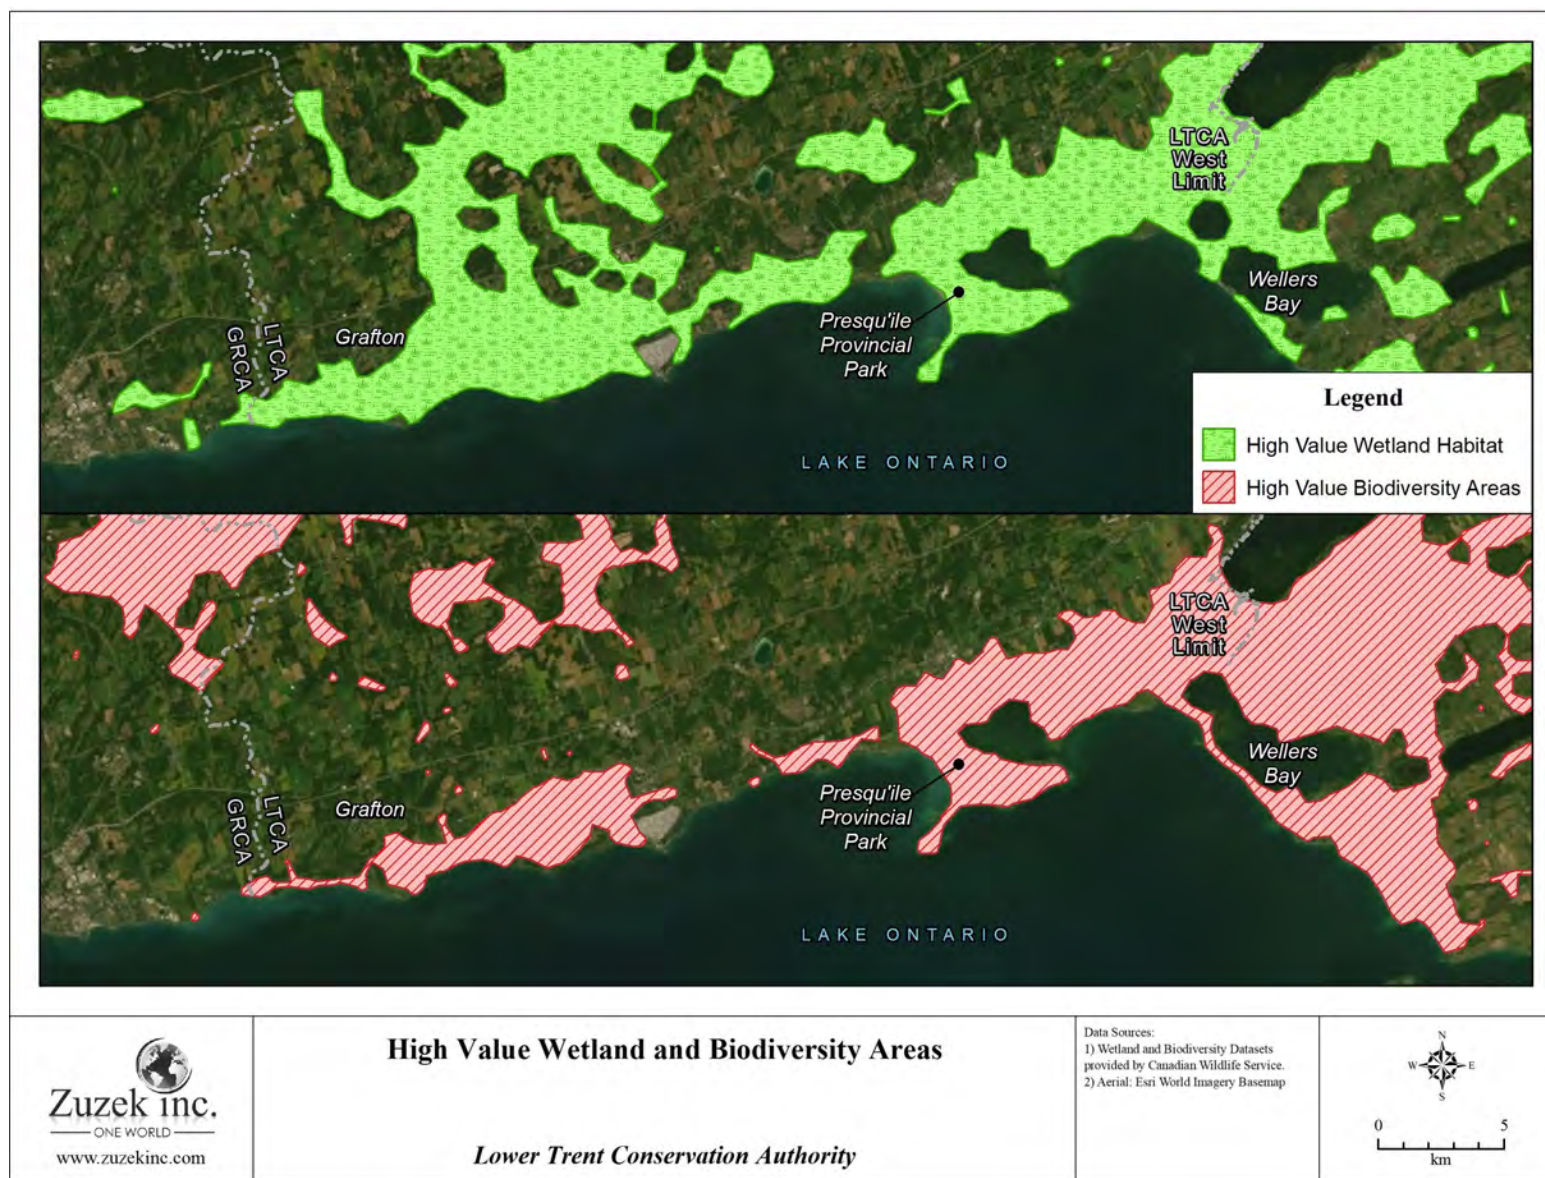 LTCA
West
Limit
Wellers
Bay
Presqu'ile
Provincial
Park
Grafton
LTCA
GRCA
LAKE ONTARIO
Legend
High Value Wetland Habitat
High Value Biodiversity Areas
LTCA
West
Limit
Wellers
Bay
Presqu'ile
Provincial
Park
Grafton
LTCA
GRCA
LAKE ONTARIO
Zuzek inc.
ONE WORLD
www.zuzekinc.com
High Value Wetland and Biodiversity Areas
Lower Trent Conservation Authority
Data Sources:
1) Wetland and Biodiversity Datasets
provided by Canadian Wildlife Service.
2) Aerial: Esri World Imagery Basemap
N
W E
S
0 5
km